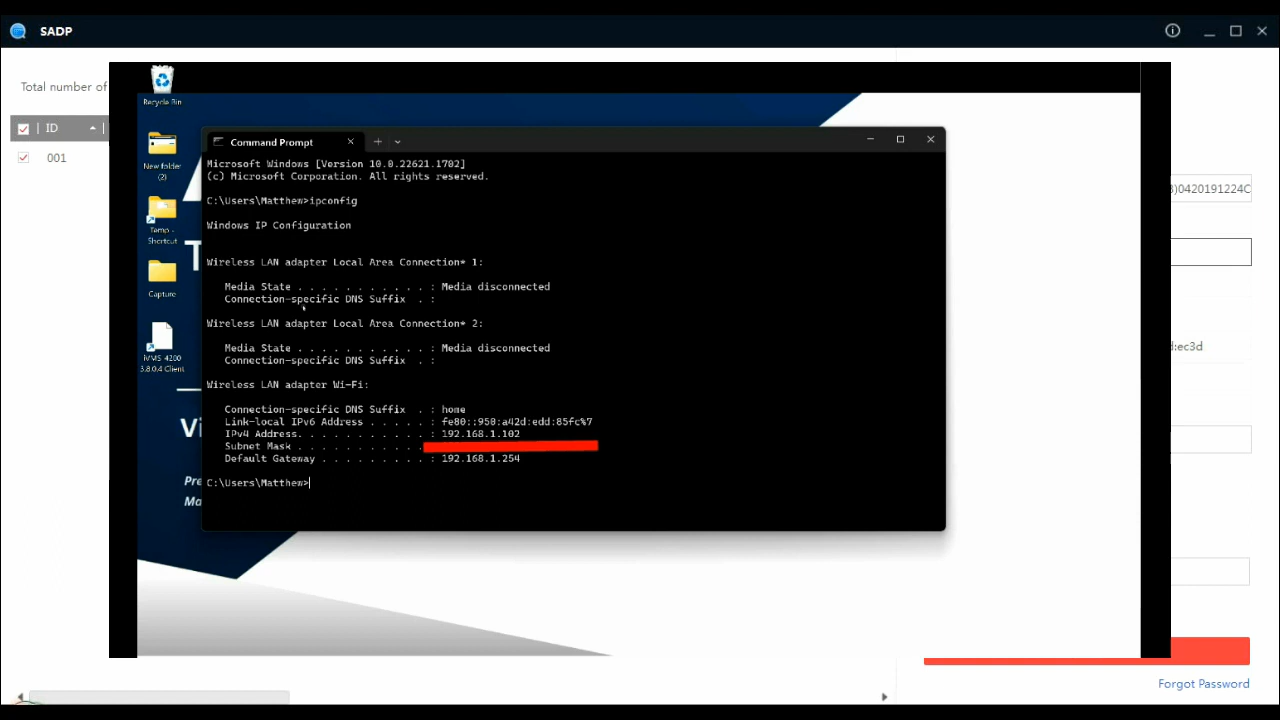 SADP
Total number of
ID
001
Recycle Bin
New folder
(2)
Temp -
Shortcut
Capture
iVMS-4200
3.8.0.4 Client
Command Prompt
Microsoft Windows [Version 10.0.22621.1702]
(c) Microsoft Corporation. All rights reserved.
C:\Users\Matthew>ipconfig
Windows IP Configuration
Wireless LAN adapter Local Area Connection* 1:
Media State . . . . . . . . . . . : Media disconnected
Connection-specific DNS Suffix  . :
Wireless LAN adapter Local Area Connection* 2:
Media State . . . . . . . . . . . : Media disconnected
Connection-specific DNS Suffix  . :
Wireless LAN adapter Wi-Fi:
Connection-specific DNS Suffix  . : home
Link-local IPv6 Address . . . . . : fe80::950:a42d:edd:85fc%7
IPv4 Address. . . . . . . . . . . : 192.168.1.102
Subnet Mask . . . . . . . . . . .
Default Gateway . . . . . . . . . : 192.168.1.254
C:\Users\Matthew>
)0420191224C
:ec3d
Forgot Password